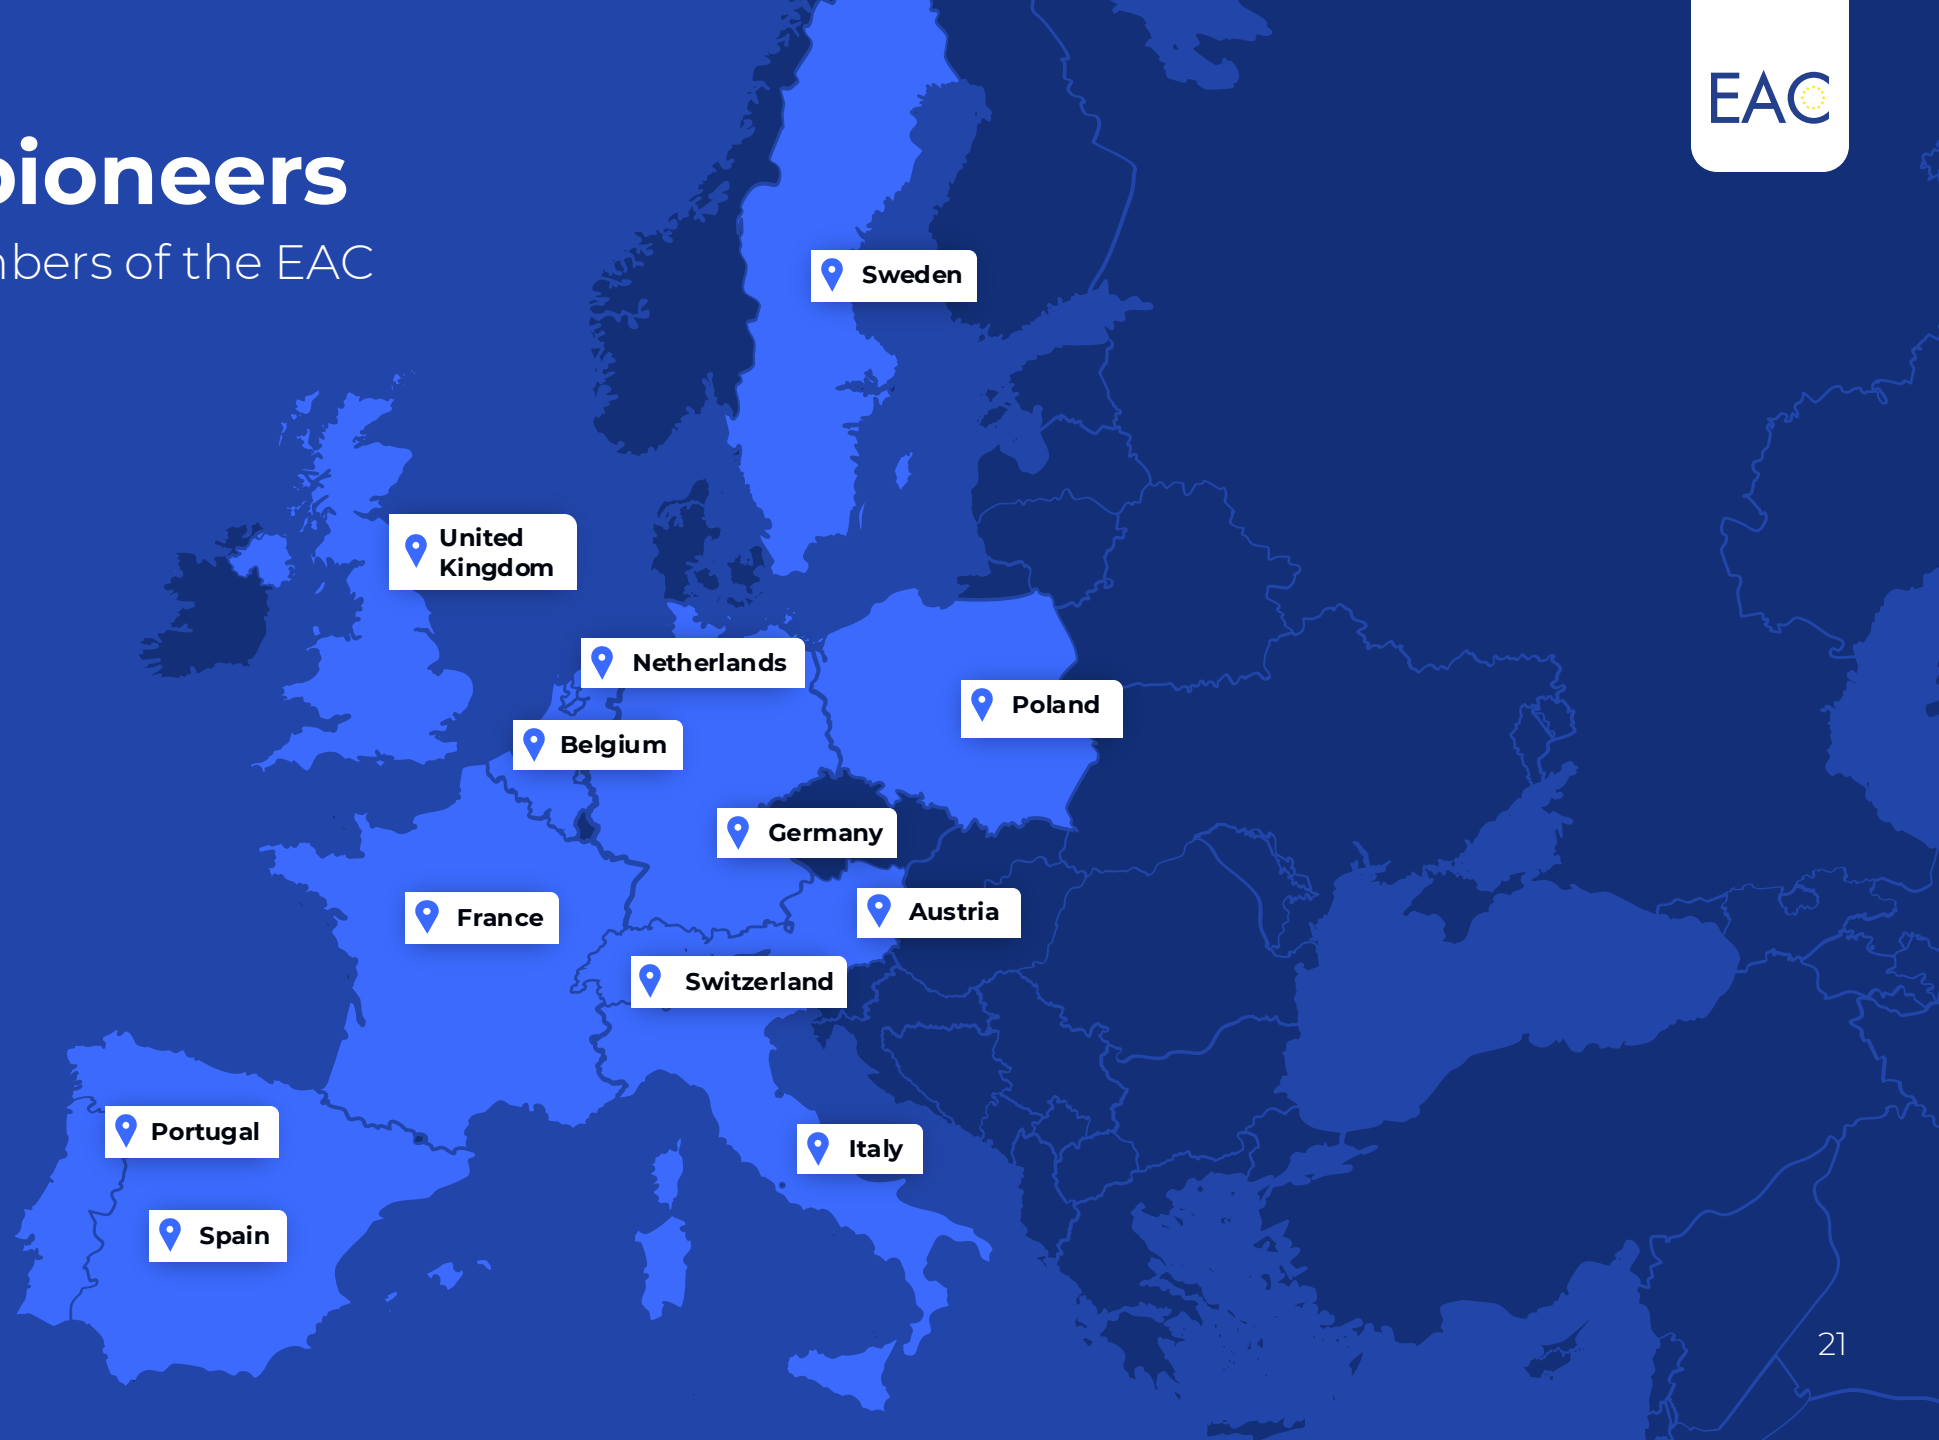 EAC
pioneers
mbers of the EAC
Sweden
United
Kingdom
Netherlands
Poland
Belgium
Germany
France
Austria
Switzerland
Portugal
Italy
Spain
21